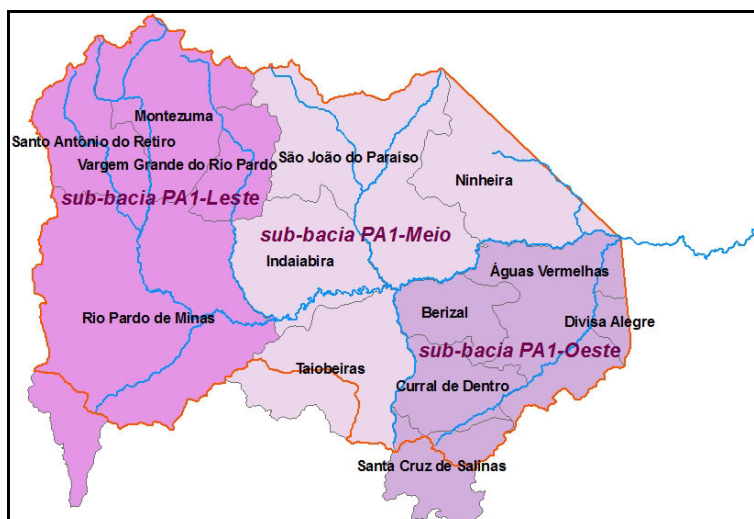 Montezuma
Santo Antônio do Retiro
Vargem Grande do Rio Pardo
São João do Paraíso
Ninheira
sub-bacia PA1-Leste
sub-bacia PA1-Meio
Indaiabira
Águas Vermelhas
Berizal
Rio Pardo de Minas
Divisa Alegre
sub-bacia PA1-Oeste
Taiobeiras
Curral de Dentro
Santa Cruz de Salinas